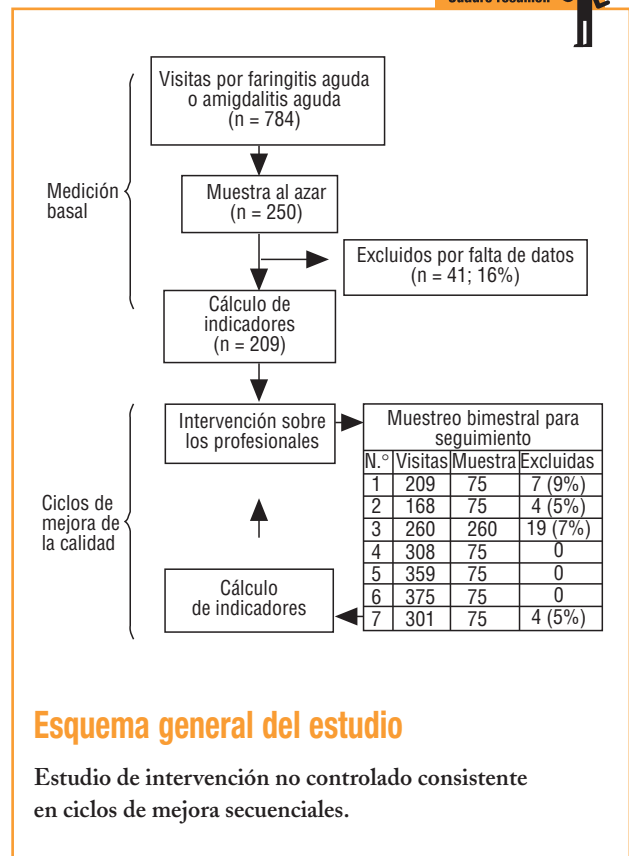 Cuadro resumen
Visitas por faringitis aguda
o amigdalitis aguda
(n = 784)
Medición
basal
Muestra al azar
(n = 250)
Excluidos por falta de datos
(n = 41; 16%)
Cálculo de
indicadores
(n = 209)
Ciclos de
mejora de
la calidad
Intervención sobre
los profesionales
Muestreo bimestral para
seguimiento
N.° Visitas Muestra Excluidas
1 209 75 7 (9%)
2 168 75 4 (5%)
3 260 260 19 (7%)
4 308 75 0
5 359 75 0
6 375 75 0
7 301 75 4 (5%)
Cálculo
de indicadores
Esquema general del estudio
Estudio de intervención no controlado consistente
en ciclos de mejora secuenciales.